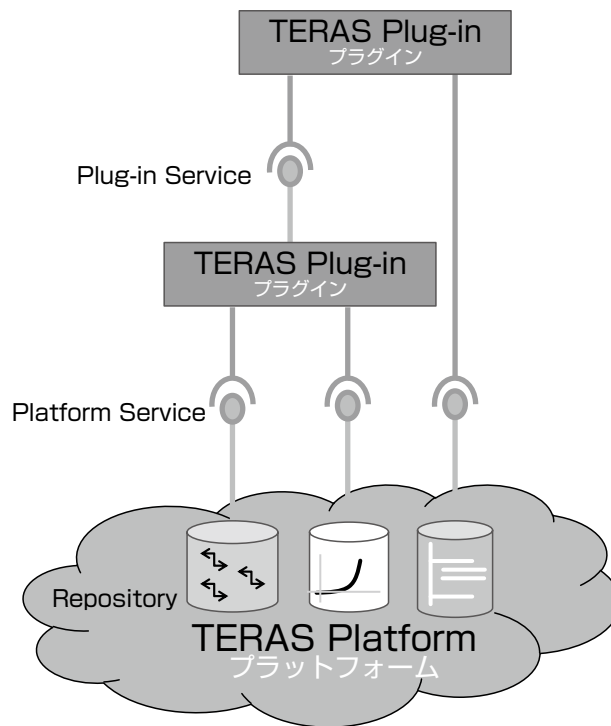 TERAS Plug-in
プラグイン
Plug-in Service
TERAS Plug-in
プラグイン
Platform Service
Repository
TERAS Platform
プラットフォーム